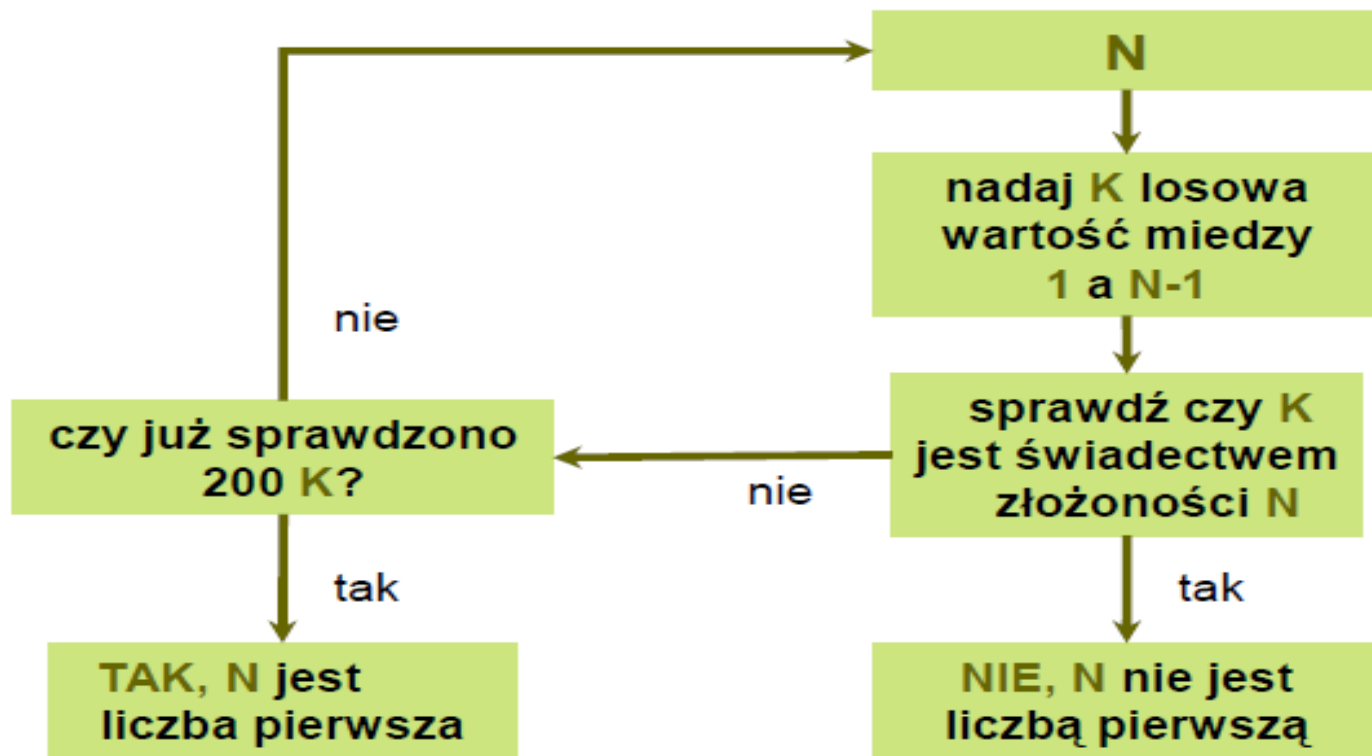 N
nadaj K losowa
wartość miedzy
1 a N-1
nie
sprawdź czy K
jest świadectwem
złożoności N
czy już sprawdzono
200 K?
nie
tak
tak
TAK, N jest
liczba pierwsza
NIE, N nie jest
liczbą pierwszą